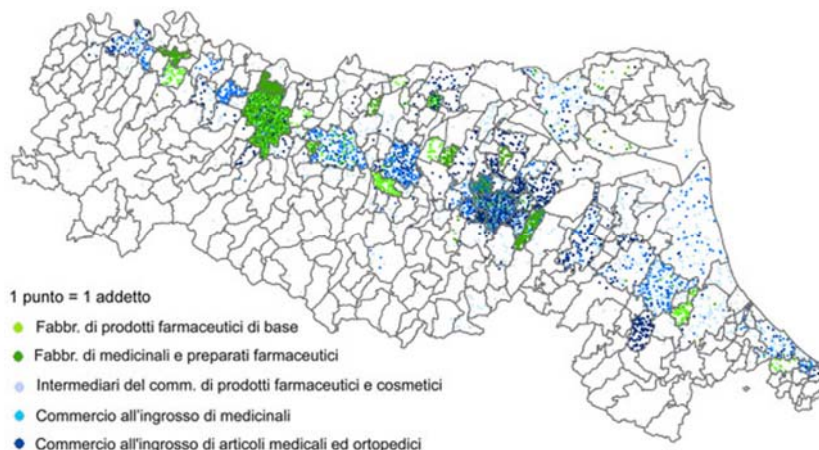 1 punto = 1 addetto
Fabbr. di prodotti farmaceutici di base
Fabbr. di medicinali e preparati farmaceutici
Intermediari del comm. di prodotti farmaceutici e cosmetici
Commercio all'ingrosso di medicinali
Commercio all'ingrosso di articoli medicali ed ortopedici